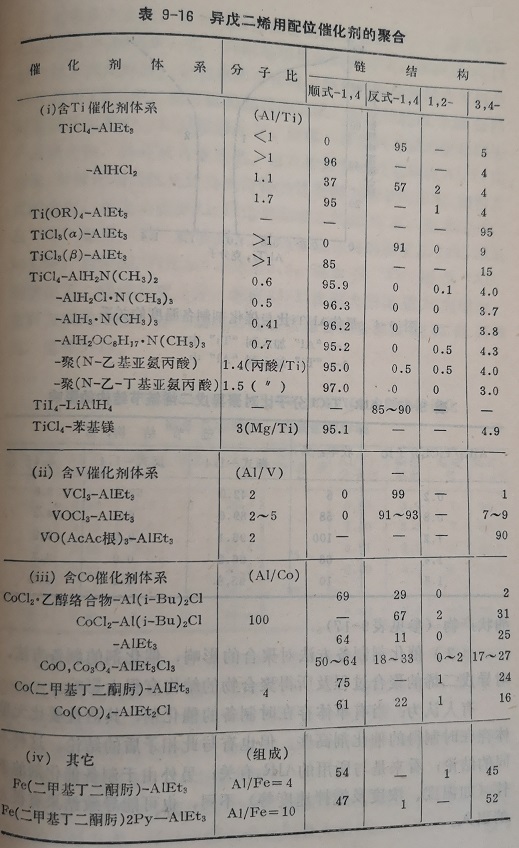 表 9-16 异戊二烯用配位催化剂的聚合
催 化 剂 体 系 分 子 比 链 结 构
顺式-1,4 反式-1,4 1,2- 3,4-
(i)含Ti催化剂体系 (Al/Ti)
TiCl₄-AlEt₃ <1 0 95 — 5
>1 96 — — 4
-AlHCl₂ 1.1 37 57 2 4
1.7 95 — 1 4
Ti(OR)₄-AlEt₃ — — — — 95
TiCl₃(α)-AlEt₃ >1 0 91 0 9
TiCl₃(β)-AlEt₃ >1 85 — — 15
TiCl₄-AlH₂N(CH₃)₂ 0.6 95.9 0 0.1 4.0
-AlH₂Cl·N(CH₃)₃ 0.5 96.3 0 0 3.7
-AlH₃·N(CH₃)₃ 0.41 96.2 0 0 3.8
-AlH₂OC₈H₁₇·N(CH₃)₃ 0.7 95.2 0 0.5 4.3
-聚(N-乙基亚氨丙酸) 1.4(丙酸/Ti) 95.0 0.5 0.5 4.0
-聚(N-乙-丁基亚氨丙酸) 1.5 (〃) 97.0 0 0 3.0
TiI₄-LiAlH₄ — — 85~90 — —
TiCl₄-苯基镁 3(Mg/Ti) 95.1 4.9
(ii) 含V催化剂体系 (Al/V) —
VCl₃-AlEt₃ 2 0 99 — 1
VOCl₃-AlEt₃ 2~5 0 91~93 — 7~9
VO(AcAc根)₃-AlEt₃ 2 — — — 90
(iii) 含Co催化剂体系 (Al/Co)
CoCl₂·乙醇络合物-Al(i-Bu)₂Cl 69 29 0 2
CoCl₂-Al(i-Bu)₂Cl 100 — 67 2 31
-AlEt₃ 64 11 0 25
CoO,Co₃O₄-AlEt₃Cl₃ 50~64 18~33 0~2 17~27
Co(二甲基丁二酮肟)-AlEt₃ 4 75 — 1 24
Co(CO)₄-AlEt₂Cl 61 22 1 16
(iv) 其它 (组成)
Fe(二甲基丁二酮肟)-AlEt₃ Al/Fe=4 54 — 1 45
Fe(二甲基丁二酮肟)2Py-AlEt₃ Al/Fe=10 47 1 — 52